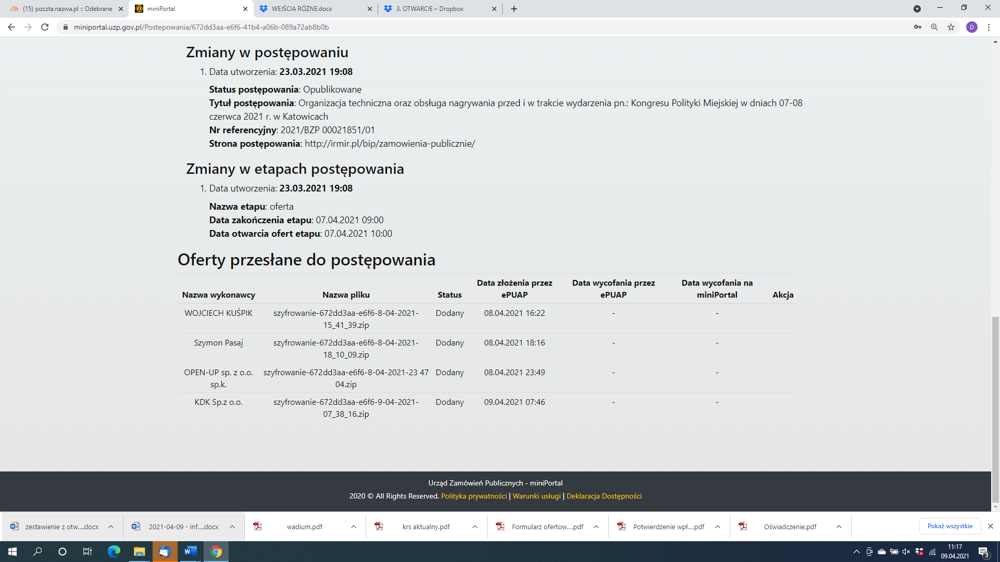 (15) poczta.nazwa.pl :: Odebrane
miniPortal
WEJŚCIA RÓŻNE.docx
3. OTWARCIE – Dropbox
miniportal.uzp.gov.pl/Postepowania/672dd3aa-e6f6-41b4-a06b-089a72ab8b0b
D
Zmiany w postępowaniu
1. Data utworzenia: 23.03.2021 19:08
Status postępowania: Opublikowane
Tytuł postępowania: Organizacja techniczna oraz obsługa nagrywania przed i w trakcie wydarzenia pn.: Kongresu Polityki Miejskiej w dniach 07-08
czerwca 2021 r. w Katowicach
Nr referencyjny: 2021/BZP 00021851/01
Strona postępowania: http://irmir.pl/bip/zamowienia-publicznie/
Zmiany w etapach postępowania
1. Data utworzenia: 23.03.2021 19:08
Nazwa etapu: oferta
Data zakończenia etapu: 07.04.2021 09:00
Data otwarcia ofert etapu: 07.04.2021 10:00
Oferty przesłane do postępowania
Nazwa wykonawcy Nazwa pliku Status Data złożenia przez ePUAP Data wycofania przez ePUAP Data wycofania na miniPortal Akcja
WOJCIECH KUŚPIK szyfrowanie-672dd3aa-e6f6-8-04-2021- Dodany 08.04.2021 16:22 - -
15_41_39.zip
Szymon Pasaj szyfrowanie-672dd3aa-e6f6-8-04-2021- Dodany 08.04.2021 18:16 - -
18_10_09.zip
OPEN-UP sp. z o.o. szyfrowanie-672dd3aa-e6f6-8-04-2021-23 47 Dodany 08.04.2021 23:49 - -
sp.k. 04.zip
KDK Sp.z o.o. szyfrowanie-672dd3aa-e6f6-9-04-2021- Dodany 09.04.2021 07:46 - -
07_38_16.zip
Urząd Zamówień Publicznych - miniPortal
2020 © All Rights Reserved. Polityka prywatności | Warunki usługi | Deklaracja Dostępności
zestawienie z otw....docx
2021-04-09 - inf....docx
wadium.pdf
krs aktualny.pdf
Formularz ofertow....pdf
Potwierdzenie wpł....pdf
Oświadczenie.pdf
Pokaż wszystkie
11:17
09.04.2021
3